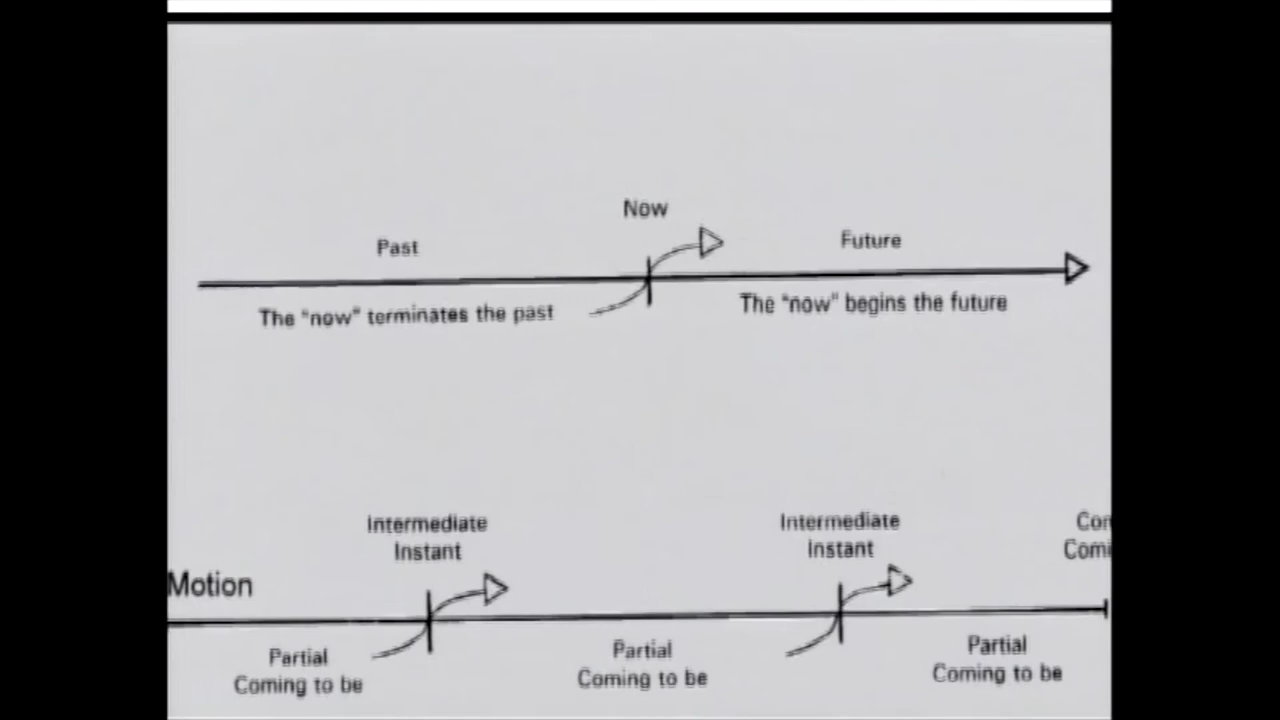 Now
Past
Future
The "now" terminates the past
The "now" begins the future
Intermediate
Instant
Intermediate
Instant
Motion
Partial
Coming to be
Partial
Coming to be
Partial
Coming to be